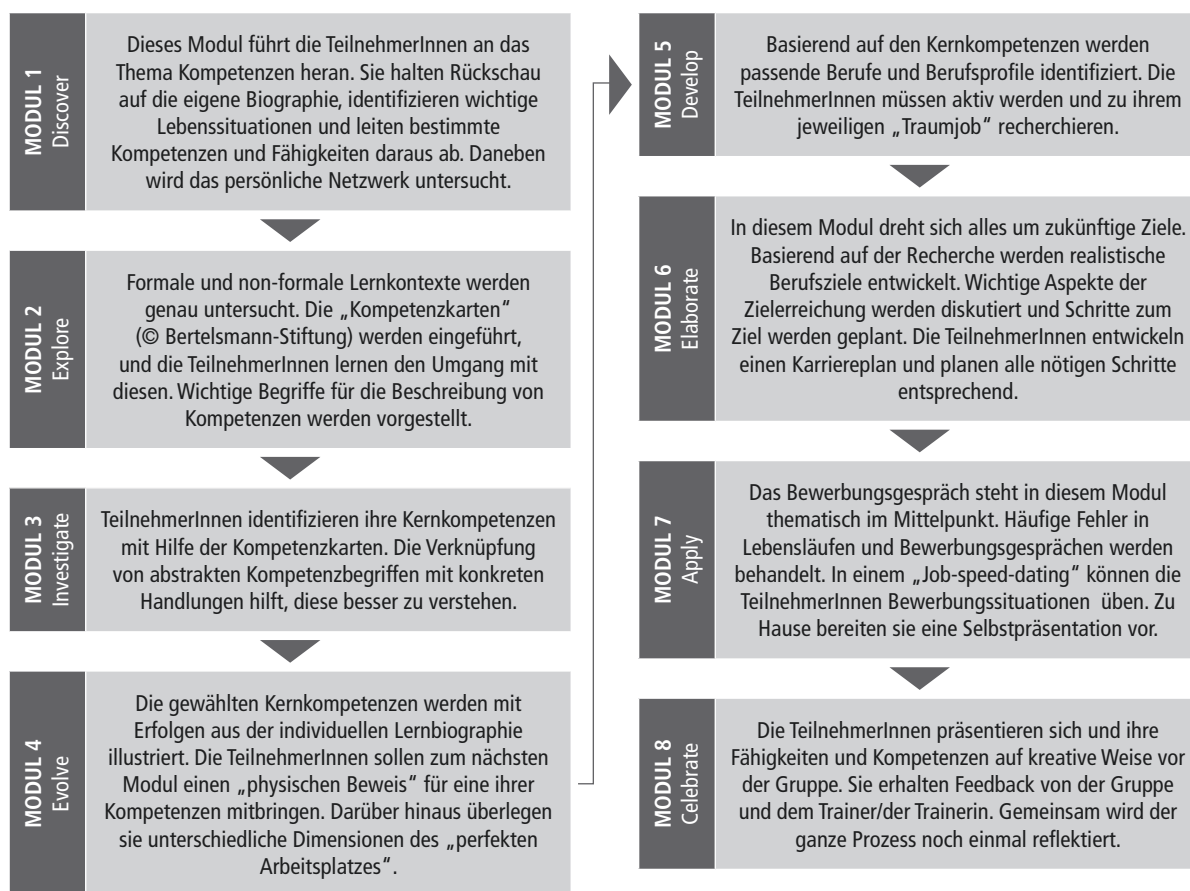 MODUL 1
Discover
Dieses Modul führt die TeilnehmerInnen an das
Thema Kompetenzen heran. Sie halten Rückschau
auf die eigene Biographie, identifizieren wichtige
Lebenssituationen und leiten bestimmte
Kompetenzen und Fähigkeiten daraus ab. Daneben
wird das persönliche Netzwerk untersucht.
MODUL 2
Explore
Formale und non-formale Lernkontexte werden
genau untersucht. Die „Kompetenzkarten“
(© Bertelsmann-Stiftung) werden eingeführt,
und die TeilnehmerInnen lernen den Umgang mit
diesen. Wichtige Begriffe für die Beschreibung von
Kompetenzen werden vorgestellt.
MODUL 3
Investigate
TeilnehmerInnen identifizieren ihre Kernkompetenzen
mit Hilfe der Kompetenzkarten. Die Verknüpfung
von abstrakten Kompetenzbegriffen mit konkreten
Handlungen hilft, diese besser zu verstehen.
MODUL 4
Evolve
Die gewählten Kernkompetenzen werden mit
Erfolgen aus der individuellen Lernbiographie
illustriert. Die TeilnehmerInnen sollen zum nächsten
Modul einen „physischen Beweis“ für eine ihrer
Kompetenzen mitbringen. Darüber hinaus überlegen
sie unterschiedliche Dimensionen des „perfekten
Arbeitsplatzes“.
MODUL 5
Develop
Basierend auf den Kernkompetenzen werden
passende Berufe und Berufsprofile identifiziert. Die
TeilnehmerInnen müssen aktiv werden und zu ihrem
jeweiligen „Traumjob“ recherchieren.
MODUL 6
Elaborate
In diesem Modul dreht sich alles um zukünftige Ziele.
Basierend auf der Recherche werden realistische
Berufsziele entwickelt. Wichtige Aspekte der
Zielerreichung werden diskutiert und Schritte zum
Ziel werden geplant. Die TeilnehmerInnen entwickeln
einen Karriereplan und planen alle nötigen Schritte
entsprechend.
MODUL 7
Apply
Das Bewerbungsgespräch steht in diesem Modul
thematisch im Mittelpunkt. Häufige Fehler in
Lebensläufen und Bewerbungsgesprächen werden
behandelt. In einem „Job-speed-dating“ können die
TeilnehmerInnen Bewerbungssituationen üben. Zu
Hause bereiten sie eine Selbstpräsentation vor.
MODUL 8
Celebrate
Die TeilnehmerInnen präsentieren sich und ihre
Fähigkeiten und Kompetenzen auf kreative Weise vor
der Gruppe. Sie erhalten Feedback von der Gruppe
und dem Trainer/der Trainerin. Gemeinsam wird der
ganze Prozess noch einmal reflektiert.